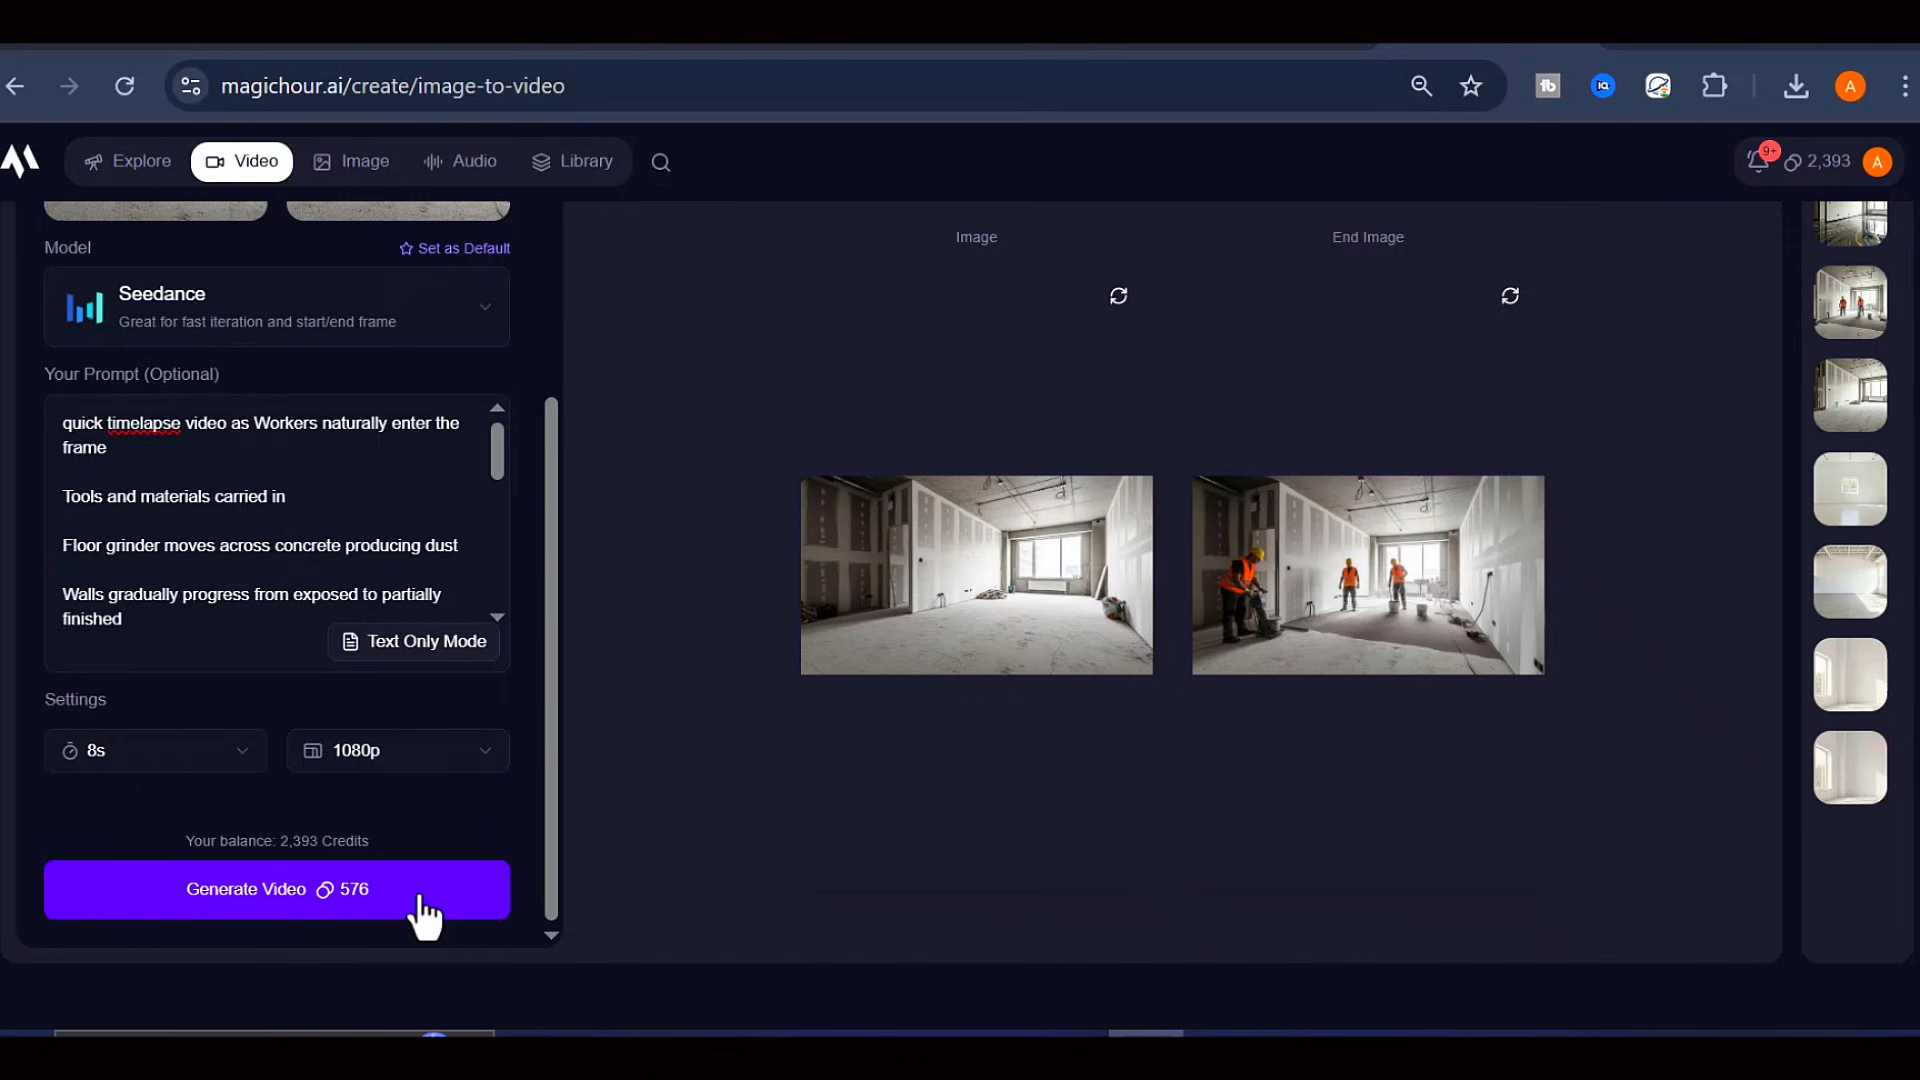 magichour.ai/create/image-to-video
tb
IQ
A
Explore
Video
Image
Audio
Library
9+
2,393
A
Model
Set as Default
Seedance
Great for fast iteration and start/end frame
Your Prompt (Optional)
quick timelapse video as Workers naturally enter the
frame
Tools and materials carried in
Floor grinder moves across concrete producing dust
Walls gradually progress from exposed to partially
finished
Text Only Mode
Settings
8s
1080p
Your balance: 2,393 Credits
Generate Video 576
Image
End Image